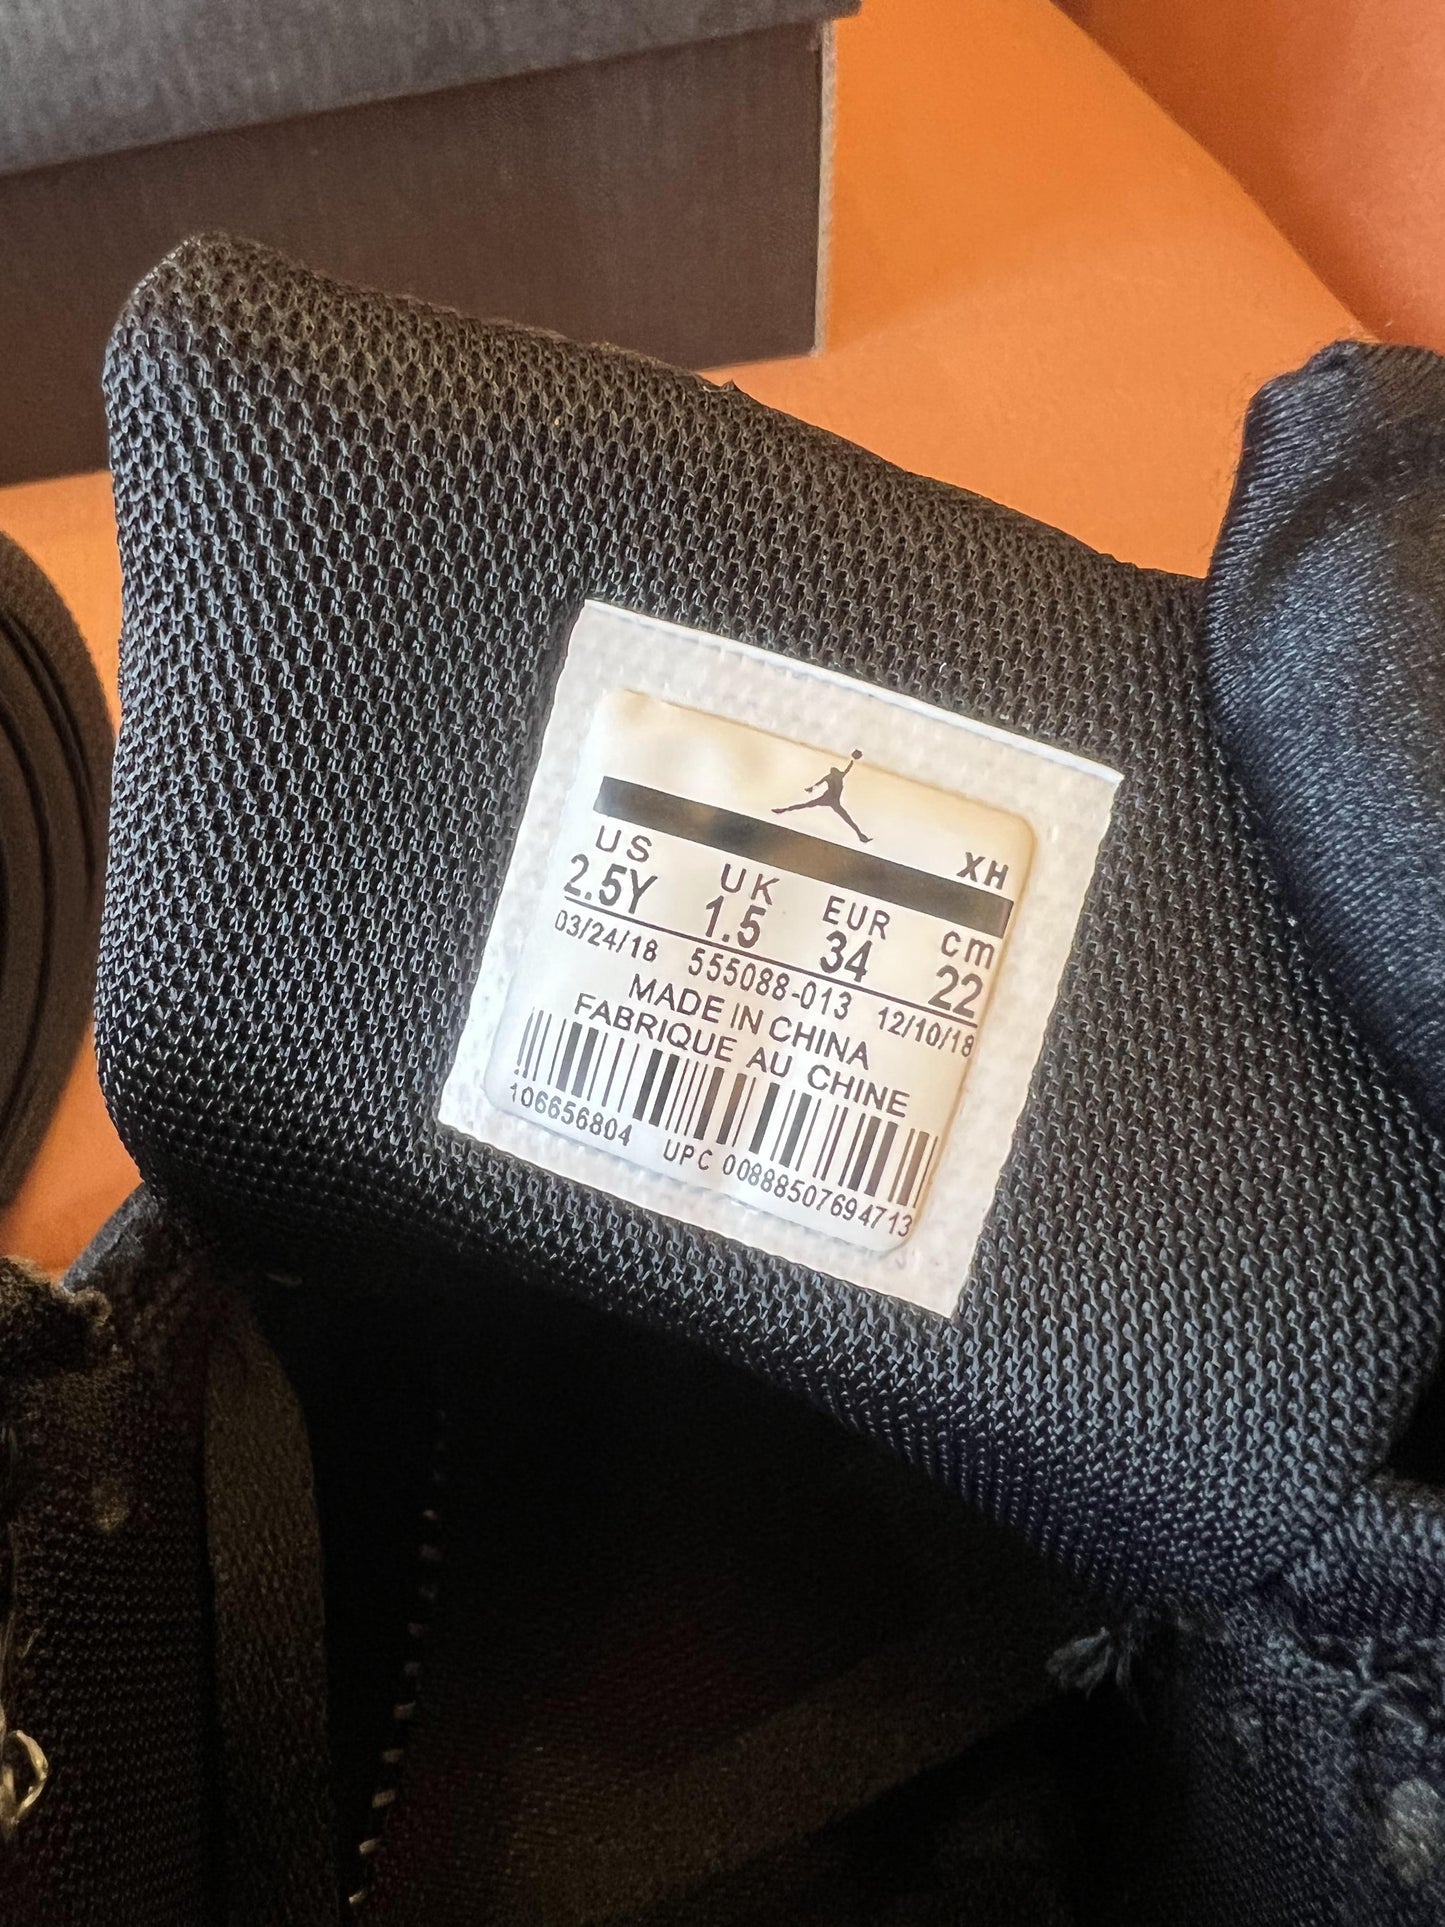 XH
US UK EUR cm
2.5Y 1.5 34 22
03/24/18 555088-013 12/10/18
MADE IN CHINA
FABRIQUE AU CHINE
106656804 UPC 00888507694713